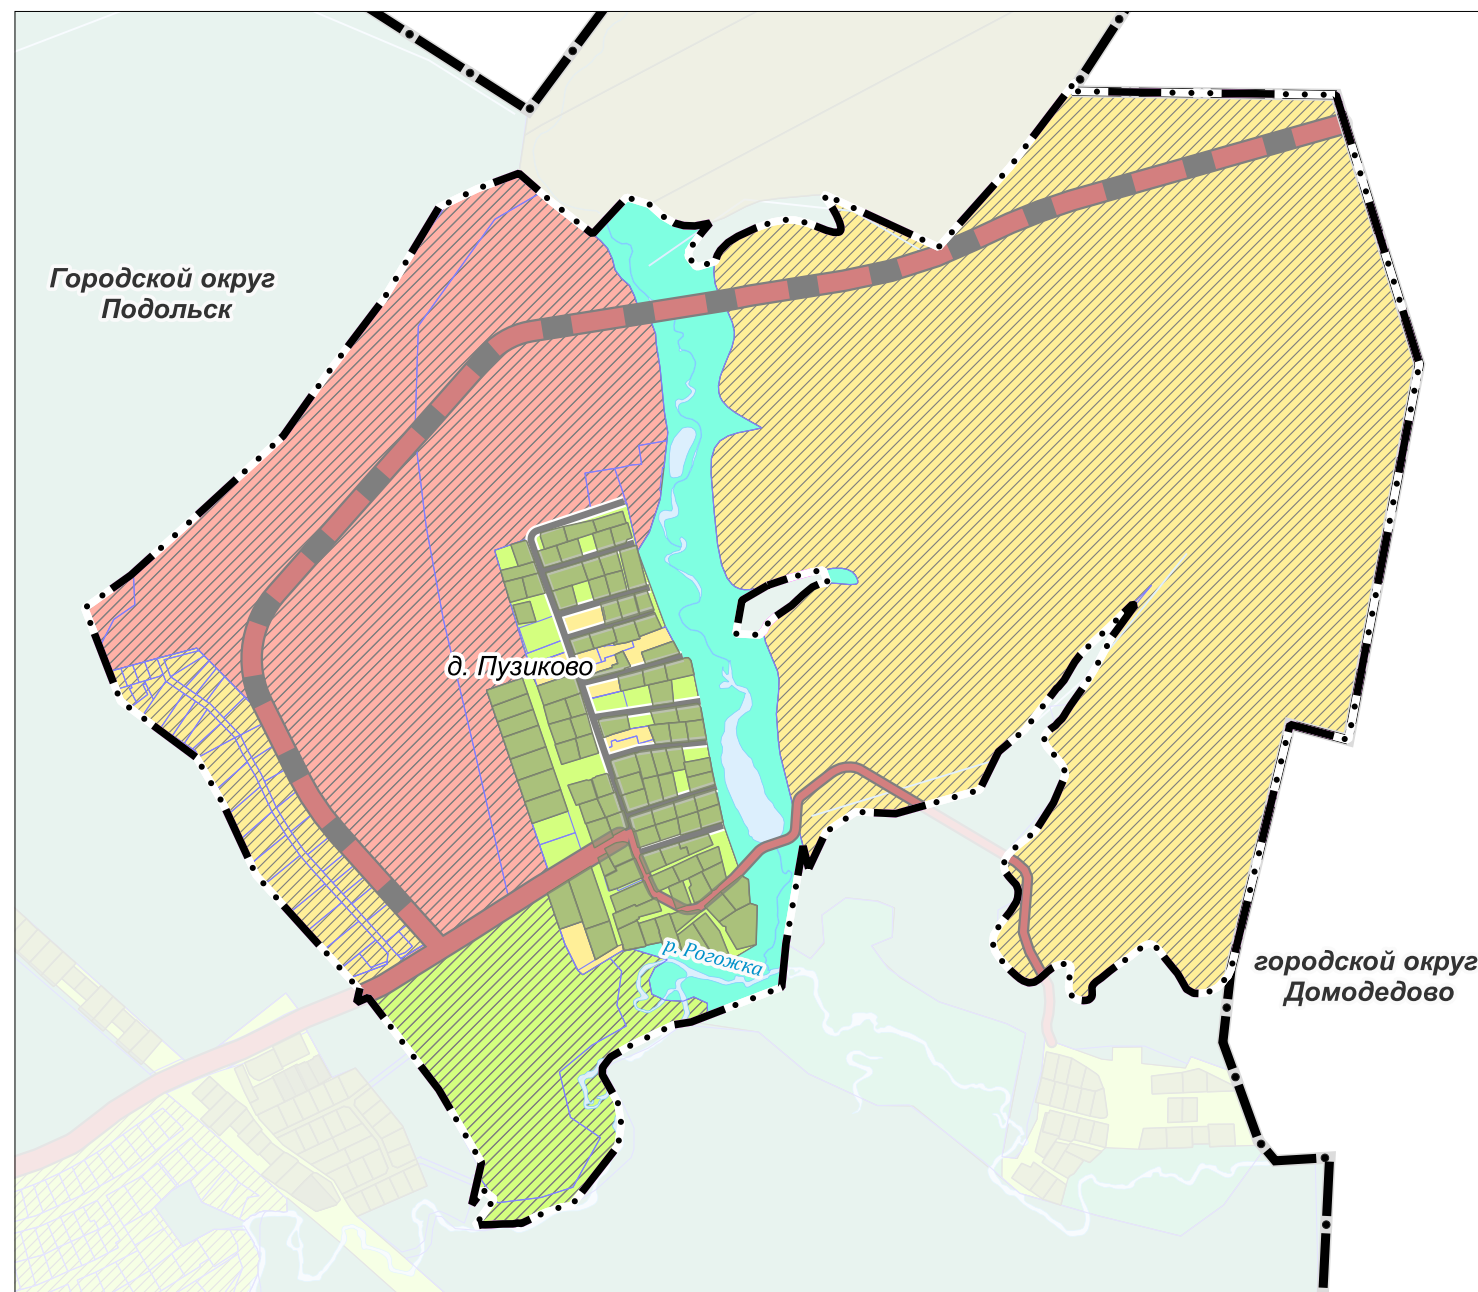 Городской округ
Подольск
д. Пузиково
р. Рогожка
городской округ
Домодедово